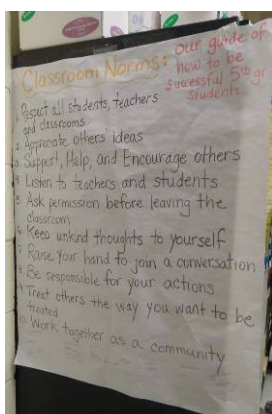 Classroom Norms: our guide of
how to be
successful 5th gr
students
Respect all students, teachers
and classrooms
2. Appreciate others ideas
3. Support, Help, and Encourage others
4. Listen to teachers and students
5. Ask permission before leaving the
classroom
6. Keep unkind thoughts to yourself
7. Raise your hand to join a conversation
8. Be responsible for your actions
9. Treat others the way you want to be
treated
10. Work together as a community